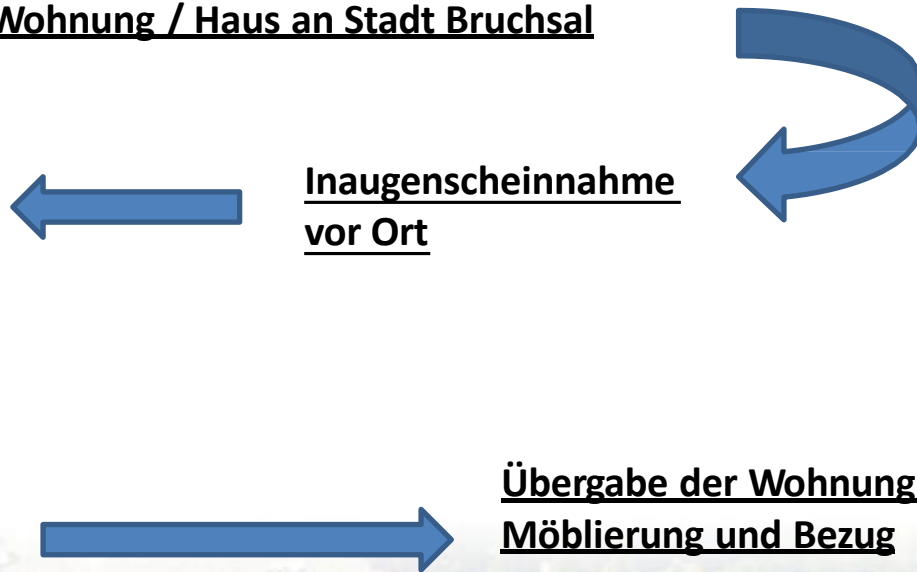 Wohnung / Haus an Stadt Bruchsal
Inaugenscheinnahme
vor Ort
Übergabe der Wohnung
Möblierung und Bezug